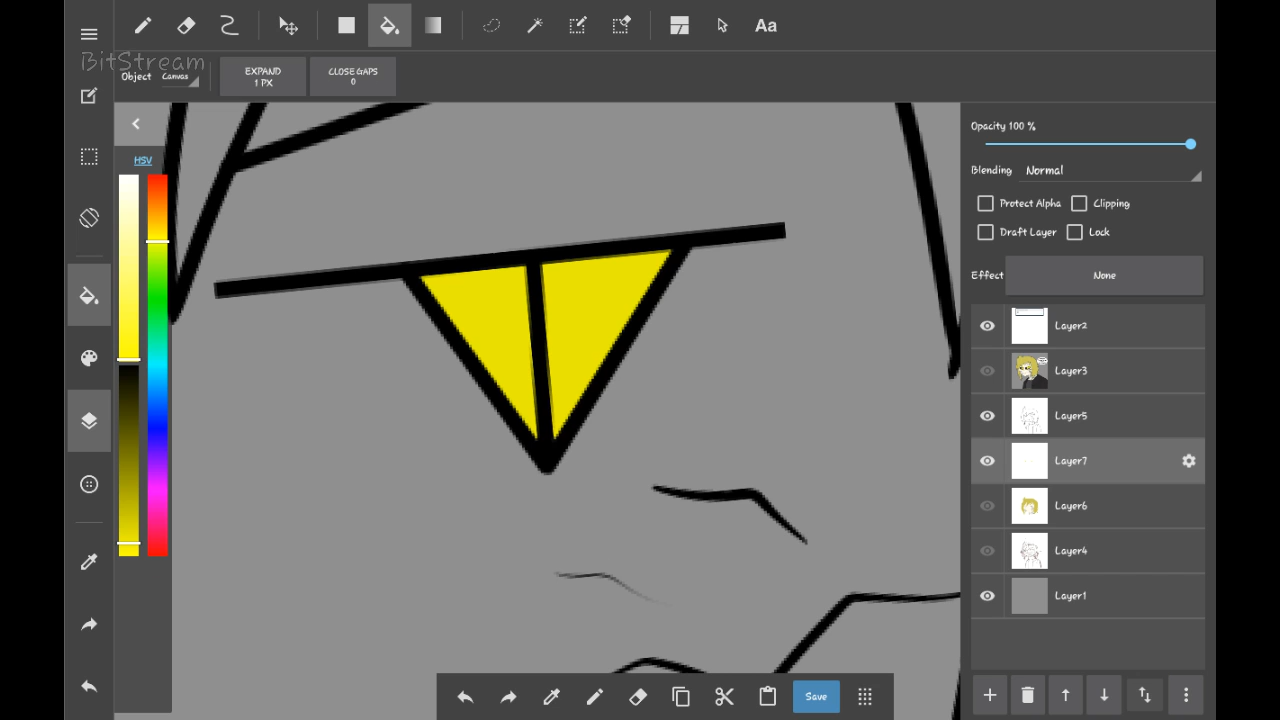 Aa
BitStream
Object Canvas
EXPAND
1 PX
CLOSE GAPS
0
HSV
Opacity 100 %
Blending Normal
Protect Alpha Clipping
Draft Layer Lock
Effect None
Layer2
Layer3
Layer5
Layer7
Layer6
Layer4
Layer1
Save